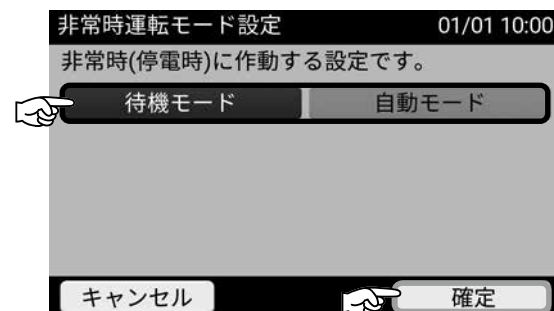 非常時運転モード設定 01/01 10:00
非常時(停電時)に作動する設定です。
待機モード 自動モード
キャンセル 確定